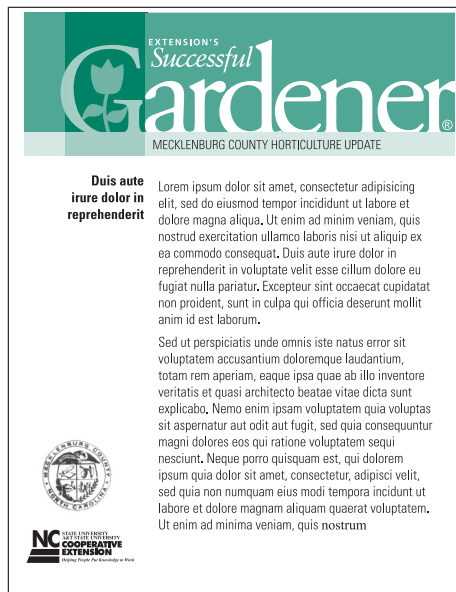 EXTENSION'S
Successful
Gardener®
MECKLENBURG COUNTY HORTICULTURE UPDATE
Duis aute
irure dolor in
reprehenderit
Lorem ipsum dolor sit amet, consectetur adipisicing
elit, sed do eiusmod tempor incididunt ut labore et
dolore magna aliqua. Ut enim ad minim veniam, quis
nostrud exercitation ullamco laboris nisi ut aliquip ex
ea commodo consequat. Duis aute irure dolor in
reprehenderit in voluptate velit esse cillum dolore eu
fugiat nulla pariatur. Excepteur sint occaecat cupidatat
non proident, sunt in culpa qui officia deserunt mollit
anim id est laborum.
Sed ut perspiciatis unde omnis iste natus error sit
voluptatem accusantium doloremque laudantium,
totam rem aperiam, eaque ipsa quae ab illo inventore
veritatis et quasi architecto beatae vitae dicta sunt
explicabo. Nemo enim ipsam voluptatem quia voluptas
sit aspernatur aut odit aut fugit, sed quia consequuntur
magni dolores eos qui ratione voluptatem sequi
nesciunt. Neque porro quisquam est, qui dolorem
ipsum quia dolor sit amet, consectetur, adipisci velit,
sed quia non numquam eius modi tempora incidunt ut
labore et dolore magnam aliquam quaerat voluptatem.
Ut enim ad minima veniam, quis nostrum
MECKLENBURG COUNTY
NORTH CAROLINA
NC STATE UNIVERSITY
A&T STATE UNIVERSITY
COOPERATIVE
EXTENSION
Helping People Put Knowledge to Work